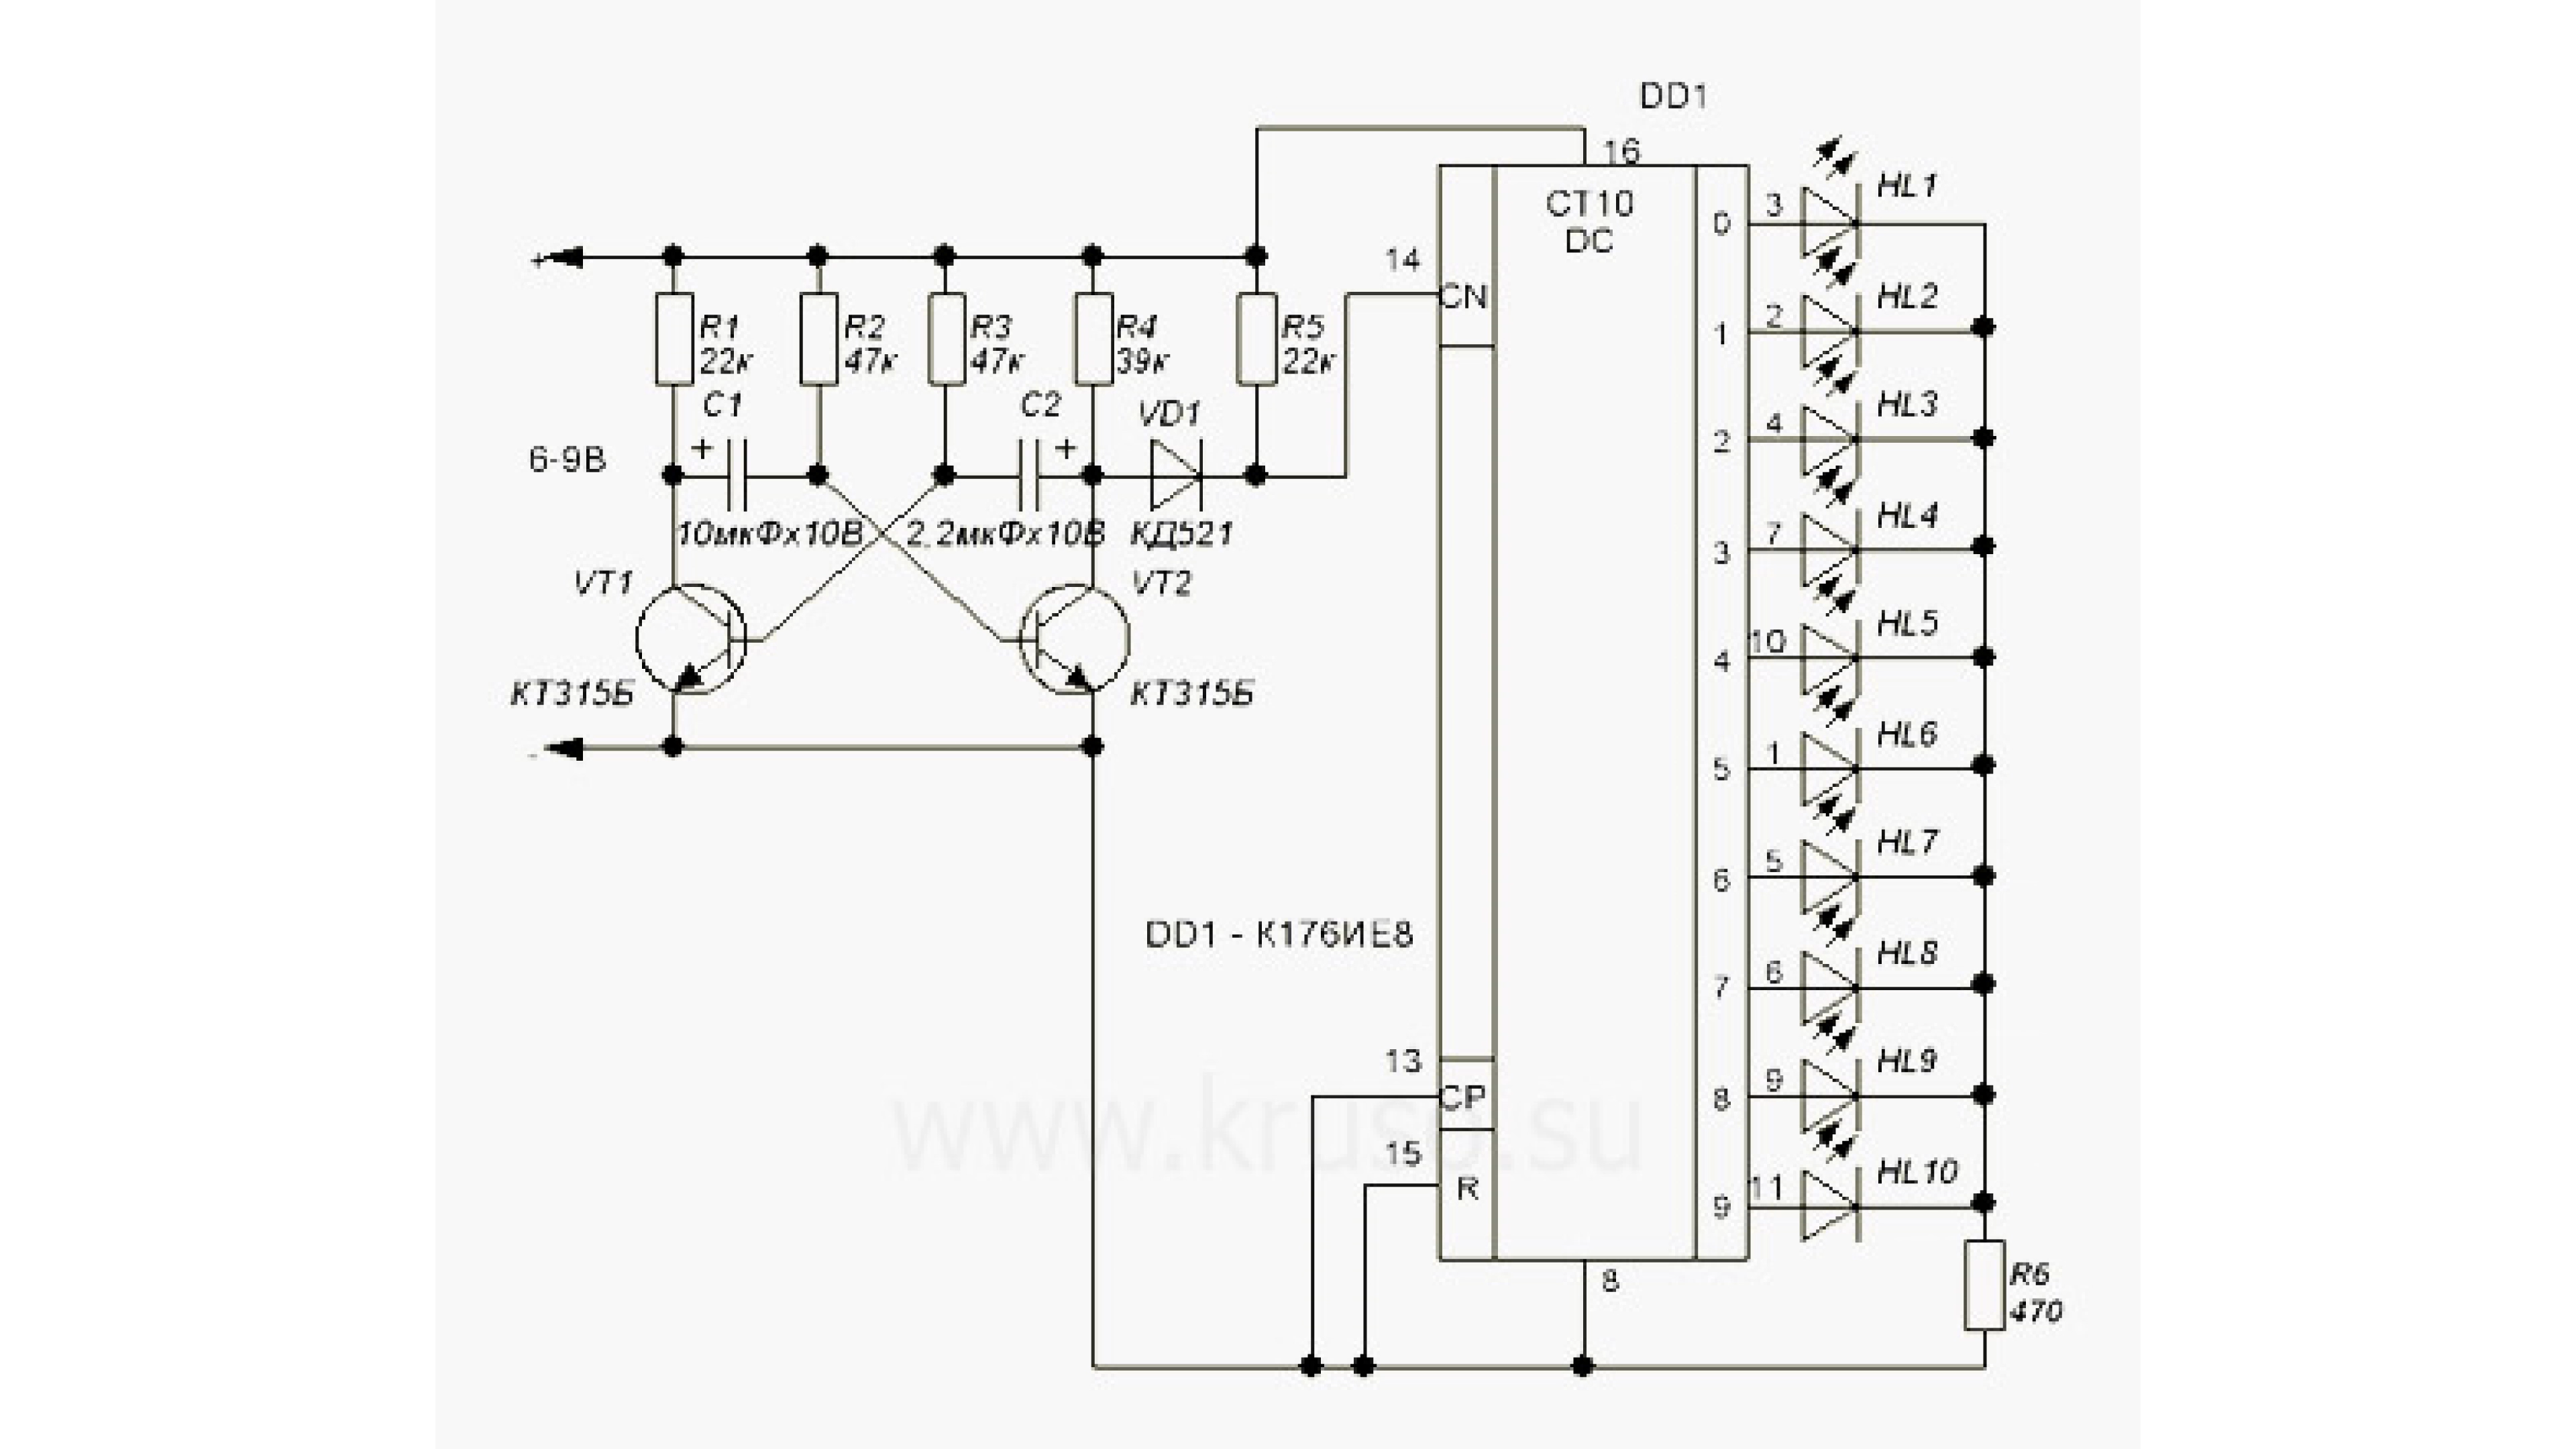 DD1
16
CT10
DC
14
CN
+
R1
22к
R2
47к
R3
47к
R4
39к
R5
22к
C1
+
C2
+
VD1
6-9В
10мкФх10В
2,2мкФх10В
КД521
VT1
VT2
КТ315Б
КТ315Б
-
DD1 - К176ИЕ8
13
CP
15
R
8
0
3
HL1
1
2
HL2
2
4
HL3
3
7
HL4
4
10
HL5
5
1
HL6
6
5
HL7
7
6
HL8
8
9
HL9
9
11
HL10
R6
470
www.kruso.su